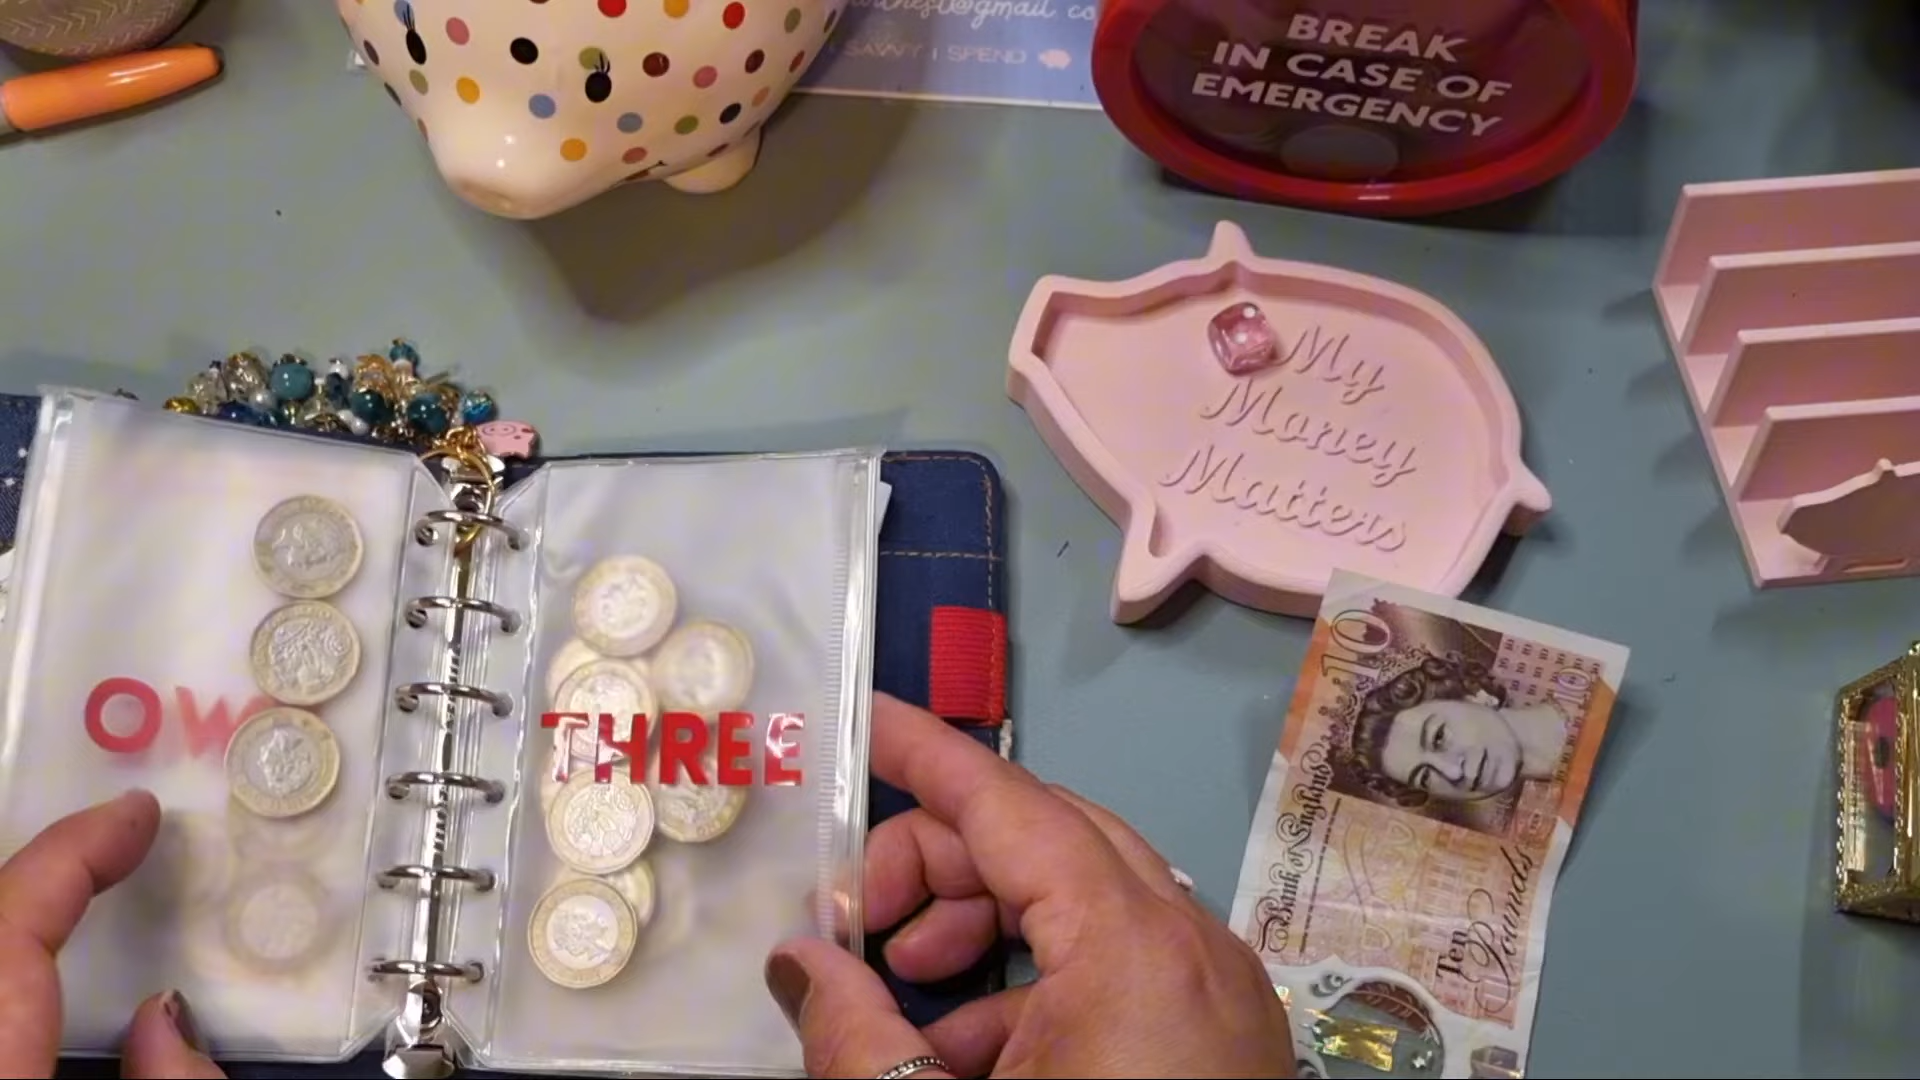 SAVVY I SPEND
BREAK
IN CASE OF
EMERGENCY
My
Money
Matters
OW
THREE
10
Bank of England
Ten
Pounds